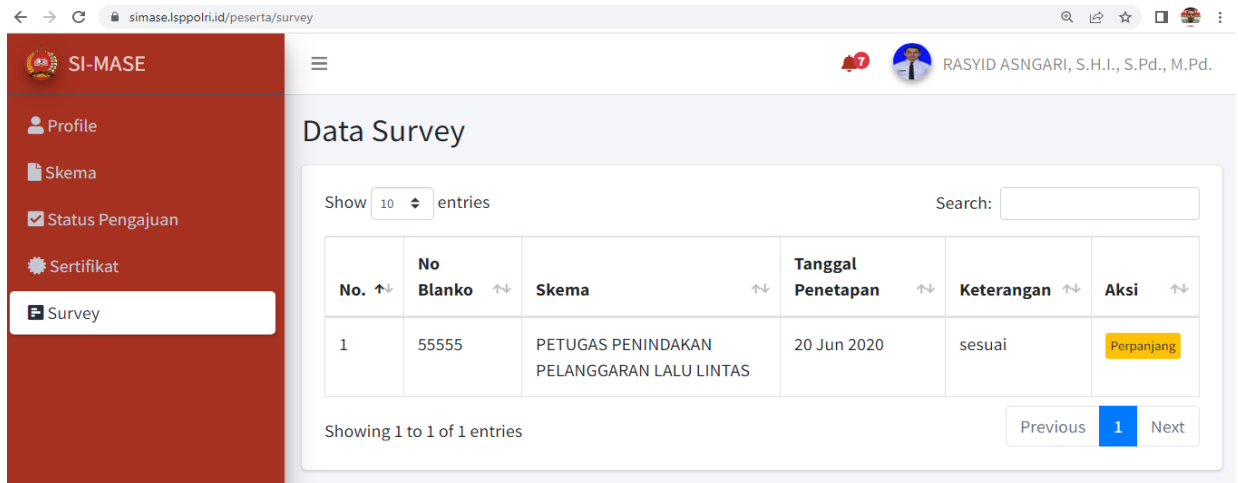 simase.lsppolri.id/peserta/survey
SI-MASE
7
RASYID ASNGARI, S.H.I., S.Pd., M.Pd.
Profile
Skema
Status Pengajuan
Sertifikat
Survey
Data Survey
Show 10 entries
Search:
No.
No
Blanko
Skema
Tanggal
Penetapan
Keterangan
Aksi
1
55555
PETUGAS PENINDAKAN
PELANGGARAN LALU LINTAS
20 Jun 2020
sesuai
Perpanjang
Showing 1 to 1 of 1 entries
Previous 1 Next